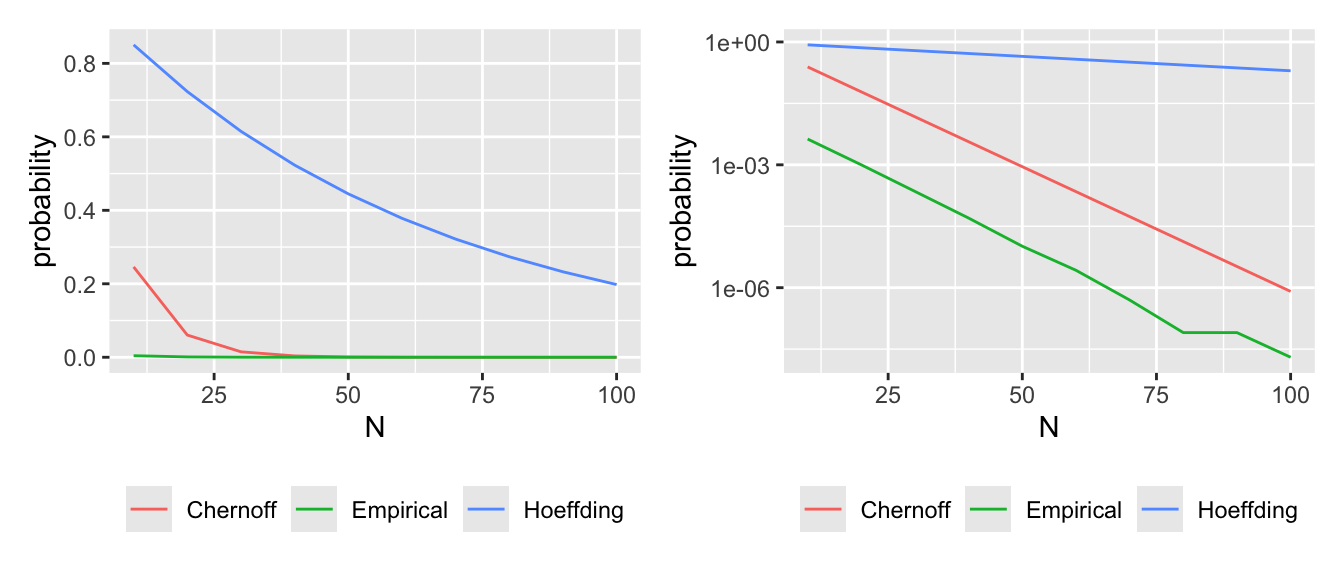 probability
0.8
0.6
0.4
0.2
0.0
25 50 75 100
N
Chernoff Empirical Hoeffding
probability
1e+00
1e-03
1e-06
25 50 75 100
N
Chernoff Empirical Hoeffding